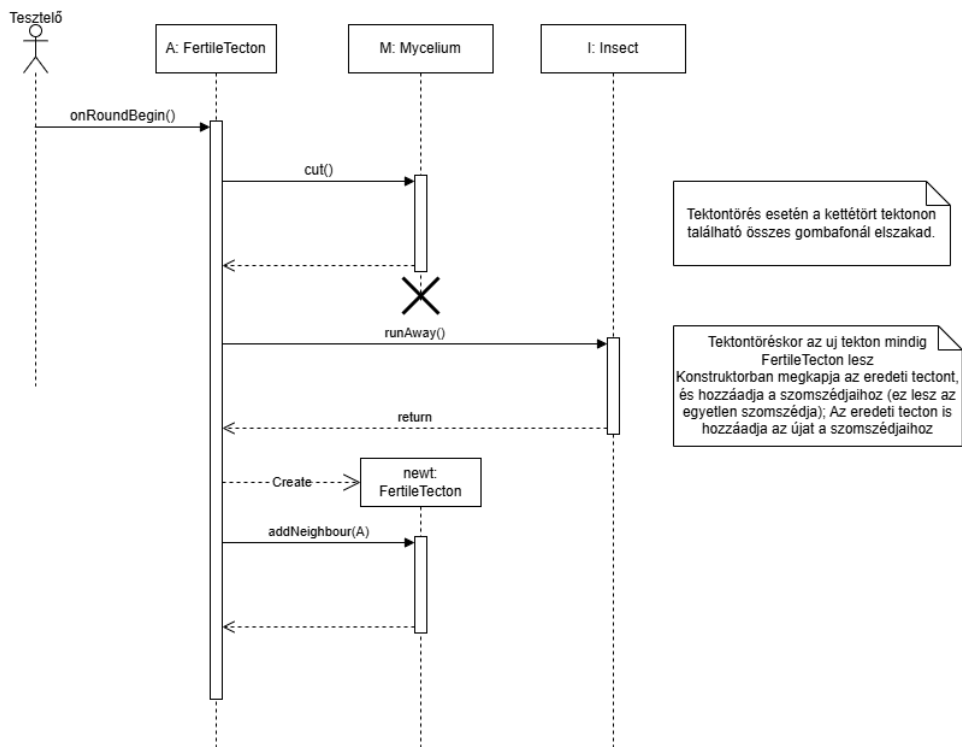 Tesztelő
A: FertileTecton
M: Mycelium
I: Insect
onRoundBegin()
cut()
Tektontörés esetén a kettétört tektonon
található összes gombafonál elszakad.
runAway()
Tektontöréskor az uj tekton mindig
FertileTecton lesz
Konstruktorban megkapja az eredeti tectont,
és hozzáadja a szomszédjaihoz (ez lesz az
egyetlen szomszédja); Az eredeti tecton is
hozzáadja az újat a szomszédjaihoz
return
Create
newt:
FertileTecton
addNeighbour(A)